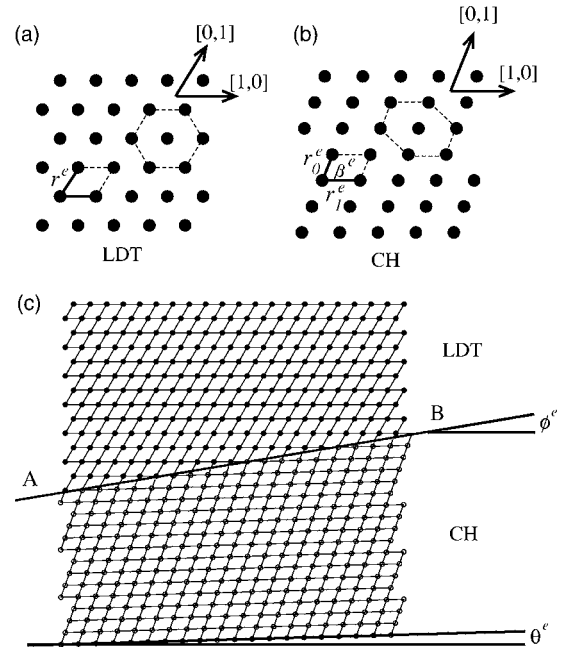 (a)
[0,1]
[1,0]
r^e
LDT
(b)
[0,1]
[1,0]
r_0^e
β^e
r_1^e
CH
(c)
LDT
B
ϕ^e
A
CH
θ^e